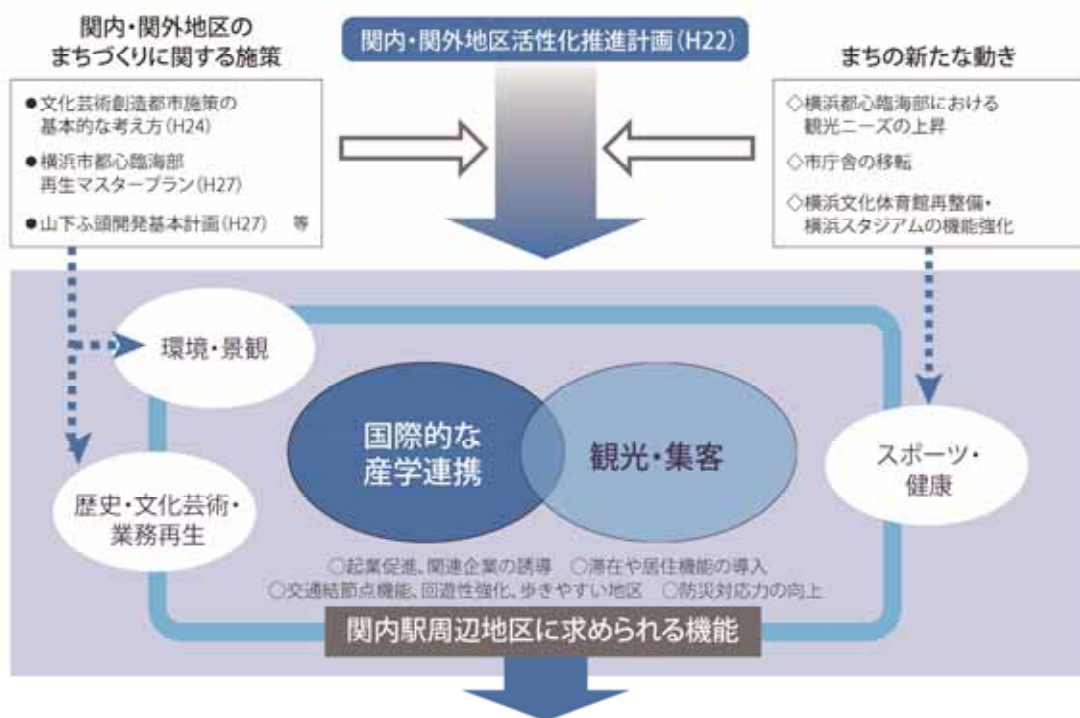 関内・関外地区の
まちづくりに関する施策
●文化芸術創造都市施策の
基本的な考え方(H24)
●横浜市都心臨海部
再生マスタープラン(H27)
●山下ふ頭開発基本計画(H27) 等
関内・関外地区活性化推進計画(H22)
まちの新たな動き
◇横浜都心臨海部における
観光ニーズの上昇
◇市庁舎の移転
◇横浜文化体育館再整備・
横浜スタジアムの機能強化
環境・景観
歴史・文化芸術・
業務再生
国際的な
産学連携
観光・集客
スポーツ・
健康
○起業促進、関連企業の誘導 ○滞在や居住機能の導入
○交通結節点機能、回遊性強化、歩きやすい地区 ○防災対応力の向上
関内駅周辺地区に求められる機能